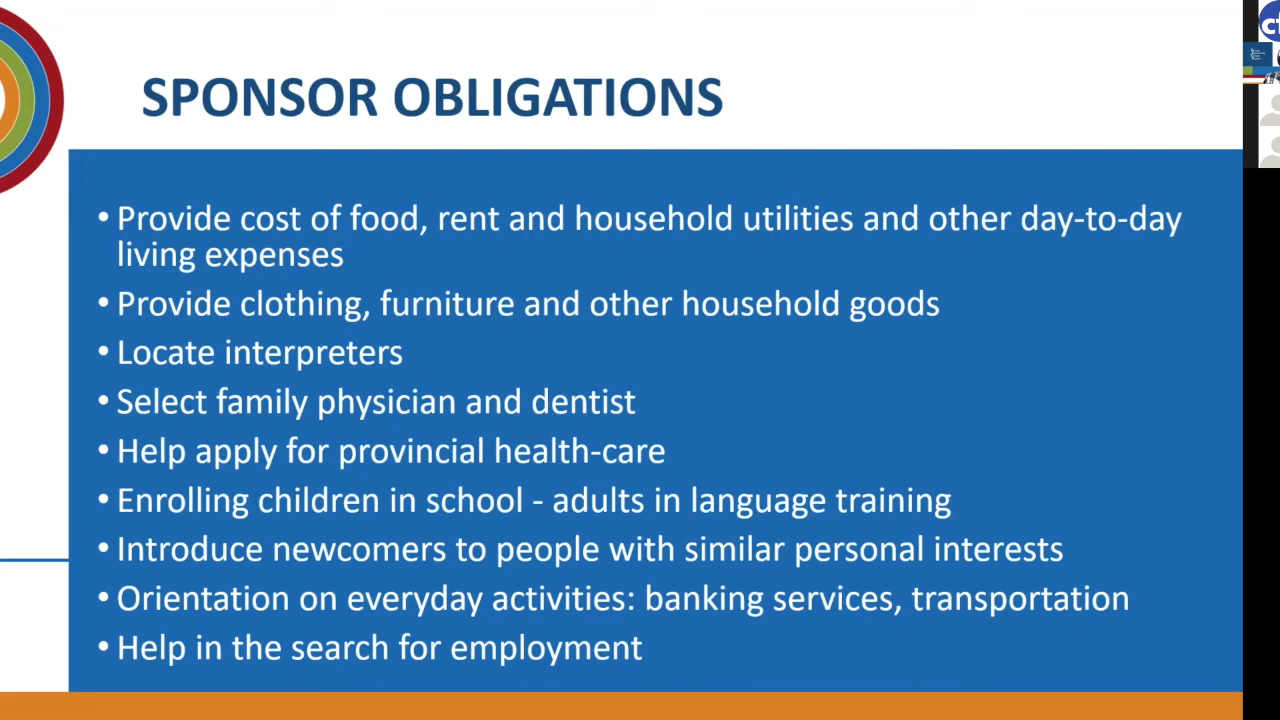 SPONSOR OBLIGATIONS
• Provide cost of food, rent and household utilities and other day-to-day
living expenses
• Provide clothing, furniture and other household goods
• Locate interpreters
• Select family physician and dentist
• Help apply for provincial health-care
• Enrolling children in school - adults in language training
• Introduce newcomers to people with similar personal interests
• Orientation on everyday activities: banking services, transportation
• Help in the search for employment